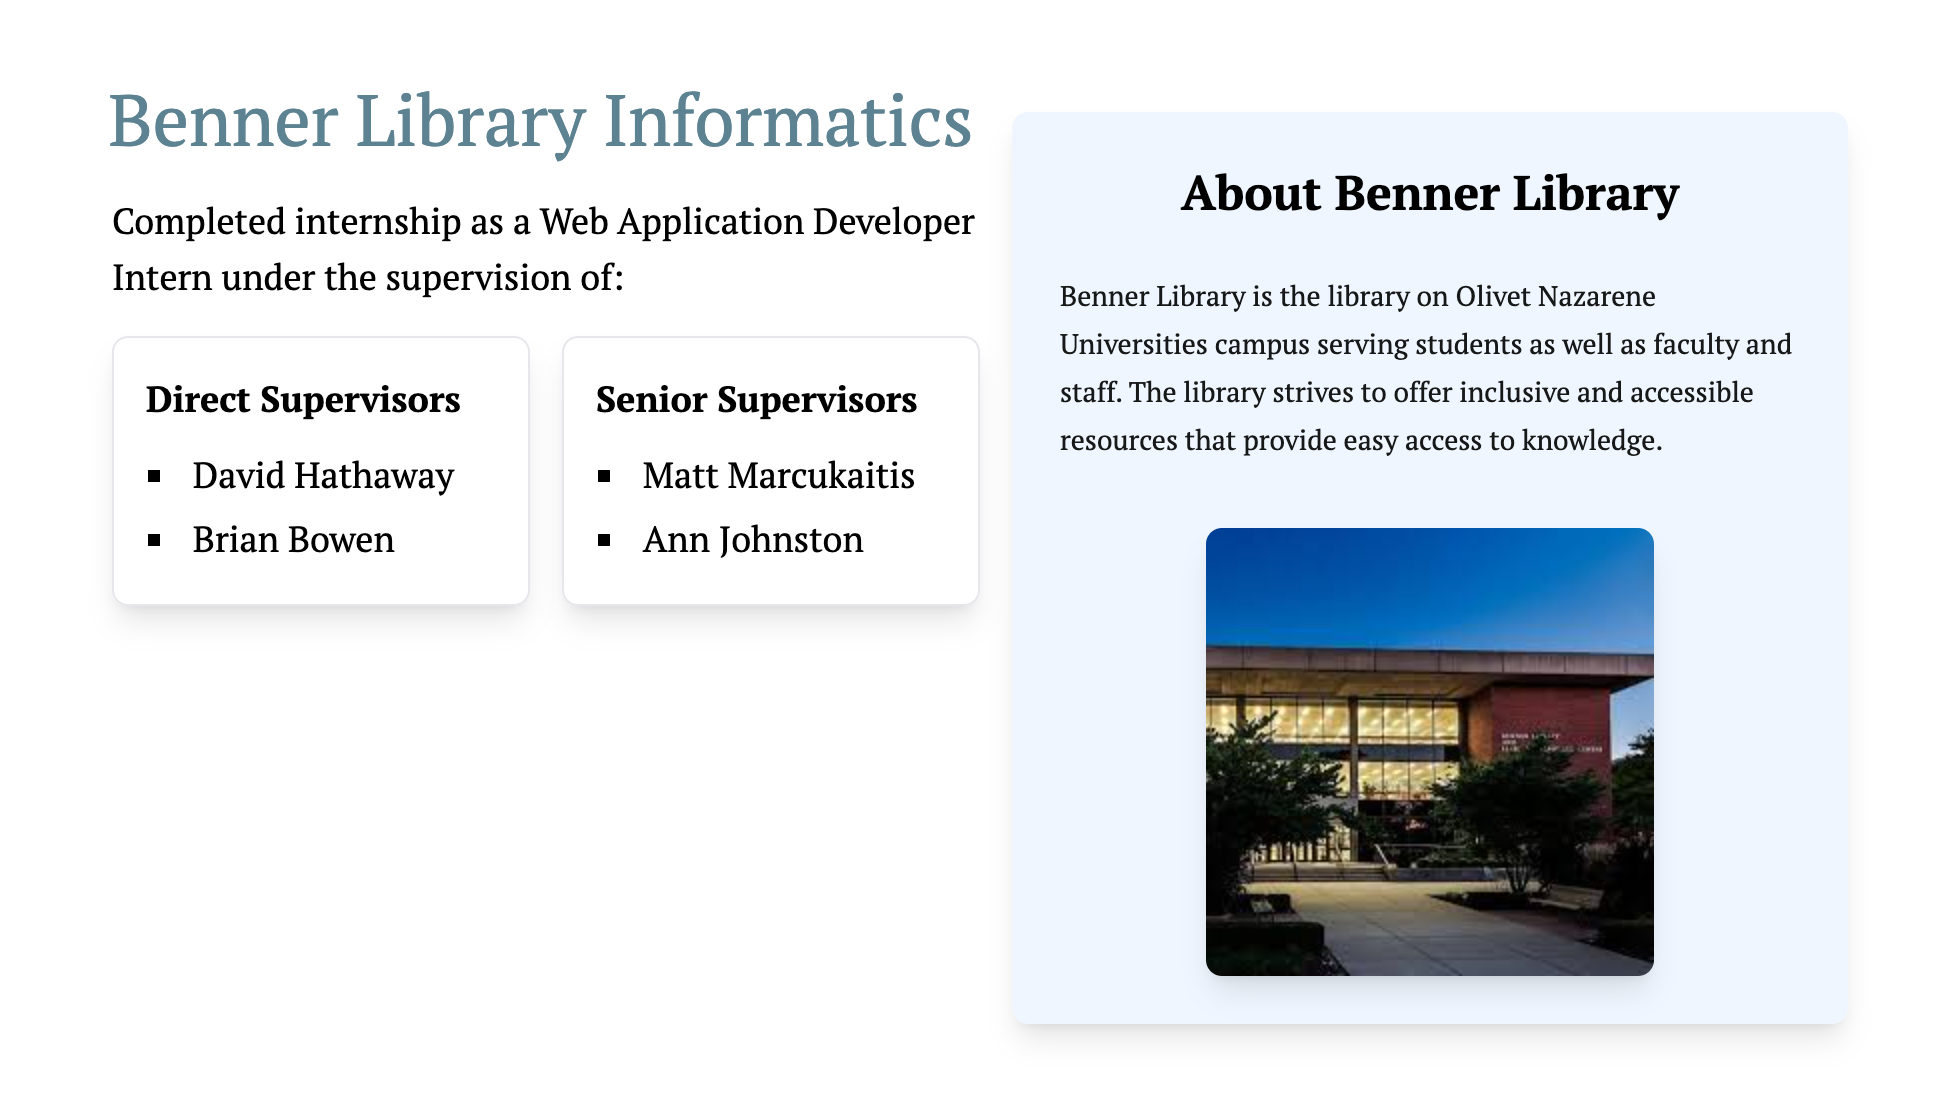 Benner Library Informatics
Completed internship as a Web Application Developer
Intern under the supervision of:
Direct Supervisors
▪ David Hathaway
▪ Brian Bowen
Senior Supervisors
▪ Matt Marcukaitis
▪ Ann Johnston
About Benner Library
Benner Library is the library on Olivet Nazarene
Universities campus serving students as well as faculty and
staff. The library strives to offer inclusive and accessible
resources that provide easy access to knowledge.